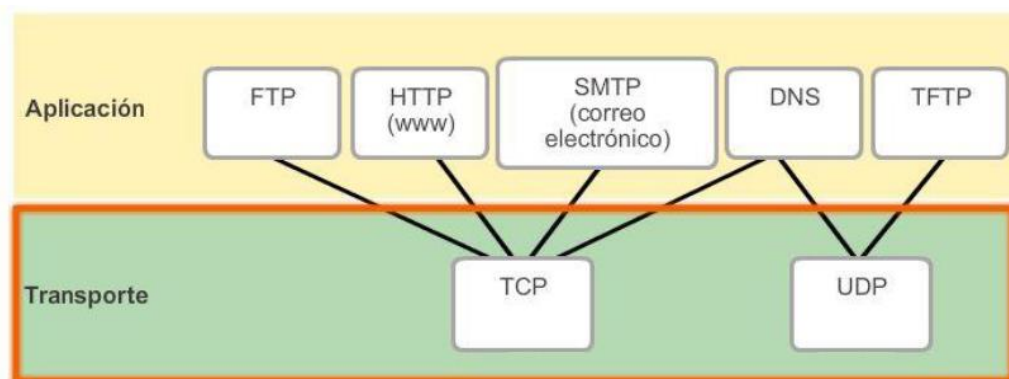 Aplicación
FTP
HTTP
(www)
SMTP
(correo
electrónico)
DNS
TFTP
Transporte
TCP
UDP